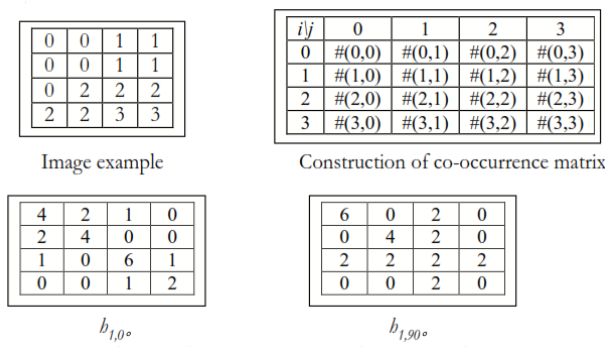 0 0 1 1
0 0 1 1
0 2 2 2
2 2 3 3
Image example
i\j 0 1 2 3
0 #(0,0) #(0,1) #(0,2) #(0,3)
1 #(1,0) #(1,1) #(1,2) #(1,3)
2 #(2,0) #(2,1) #(2,2) #(2,3)
3 #(3,0) #(3,1) #(3,2) #(3,3)
Construction of co-occurrence matrix
4 2 1 0
2 4 0 0
1 0 6 1
0 0 1 2
h1,0°
6 0 2 0
0 4 2 0
2 2 2 2
0 0 2 0
h1,90°